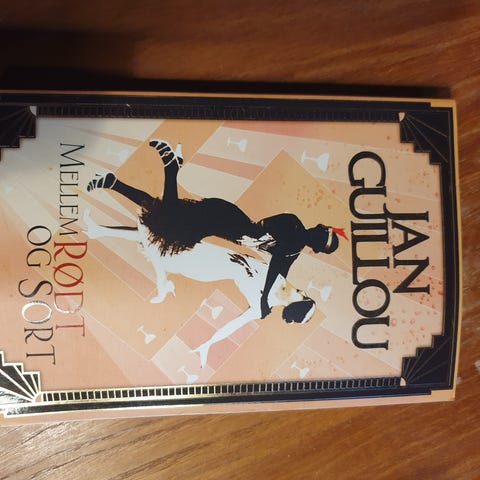 JAN
GUILLOU
MELLEM RØDT
OG SORT